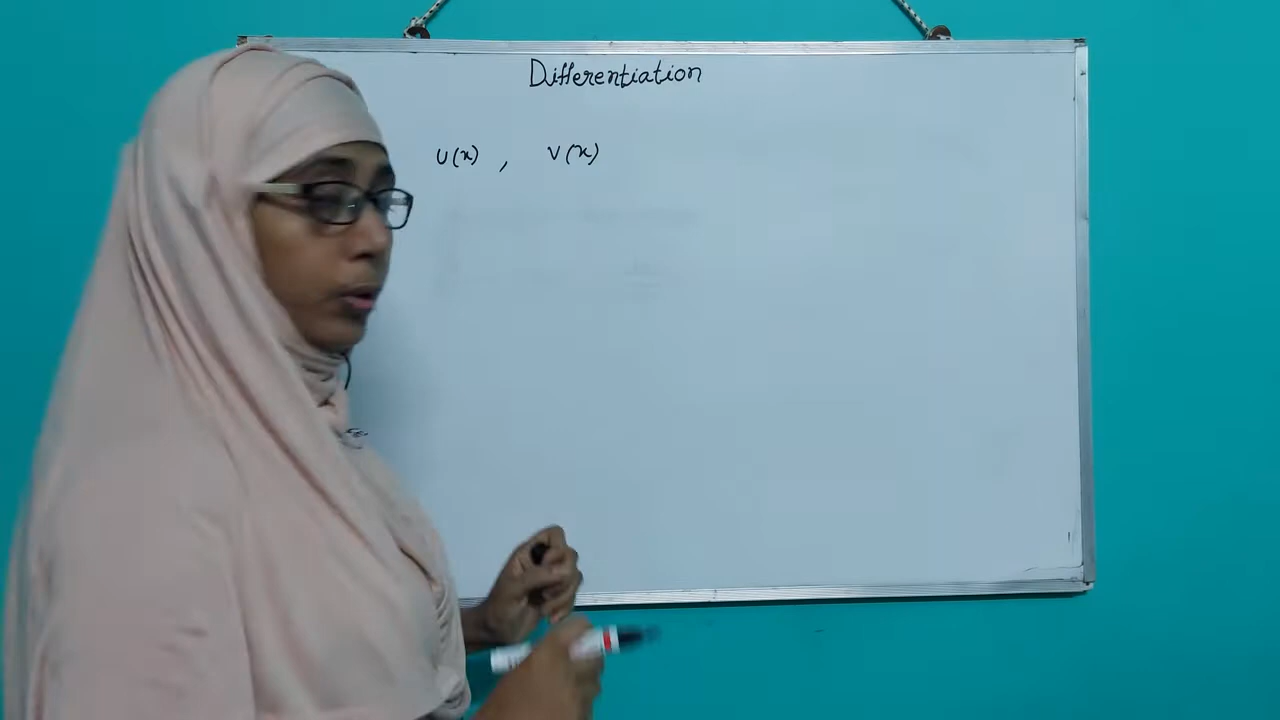 Differentiation
U(x) , V(x)